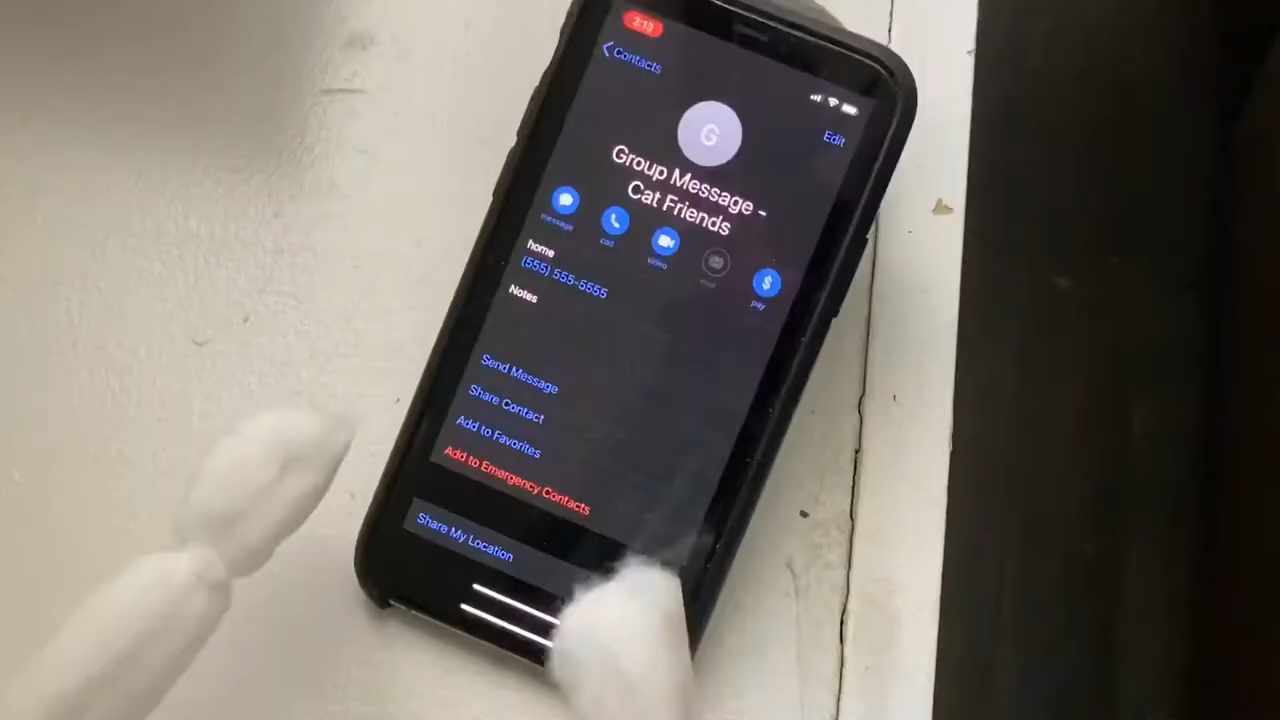 2:13
Contacts
Edit
G
Group Message -
Cat Friends
message
call
video
pay
home
(555) 555-5555
Notes
Send Message
Share Contact
Add to Favorites
Add to Emergency Contacts
Share My Location